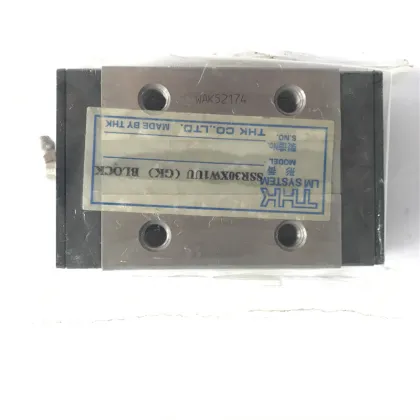 WAK52174
THK
LM SYSTEM
形番
MODEL
SSR30XW1UU (GK) BLOCK
製造No.
S.NO.
THK CO., LTD. MADE BY THK